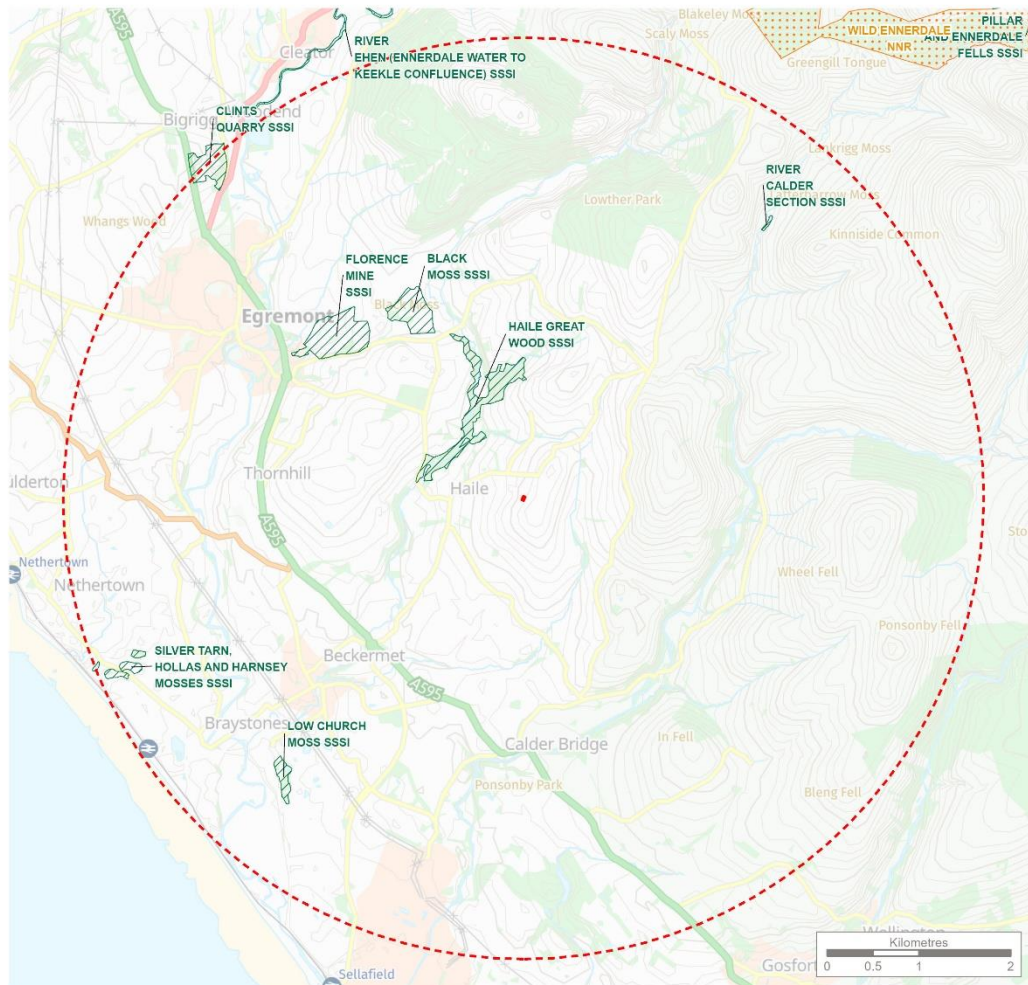 Blakeley Moss
Scaly Moss
PILLAR
AND ENNERDALE
FELLS SSSI
WILD ENNERDALE
NNR
Greengill Tongue
RIVER
EHEN (ENNERDALE WATER TO
KEEKLE CONFLUENCE) SSSI
Cleator
CLINTS
QUARRY SSSI
Bigrigg
Lankrigg Moss
RIVER
CALDER
SECTION SSSI
Latterbarrow Moss
Lowther Park
Kinniside Common
Whangs Wood
FLORENCE
MINE
SSSI
BLACK
MOSS SSSI
Egremont
HAILE GREAT
WOOD SSSI
Thornhill
Haile
A595
Nethertown
Nethertown
Wheel Fell
Ponsonby Fell
SILVER TARN,
HOLLAS AND HARNSEY
MOSSES SSSI
Beckermet
A595
Braystones
LOW CHURCH
MOSS SSSI
Calder Bridge
In Fell
Ponsonby Park
Bleng Fell
Sellafield
Kilometres
0 0.5 1 2